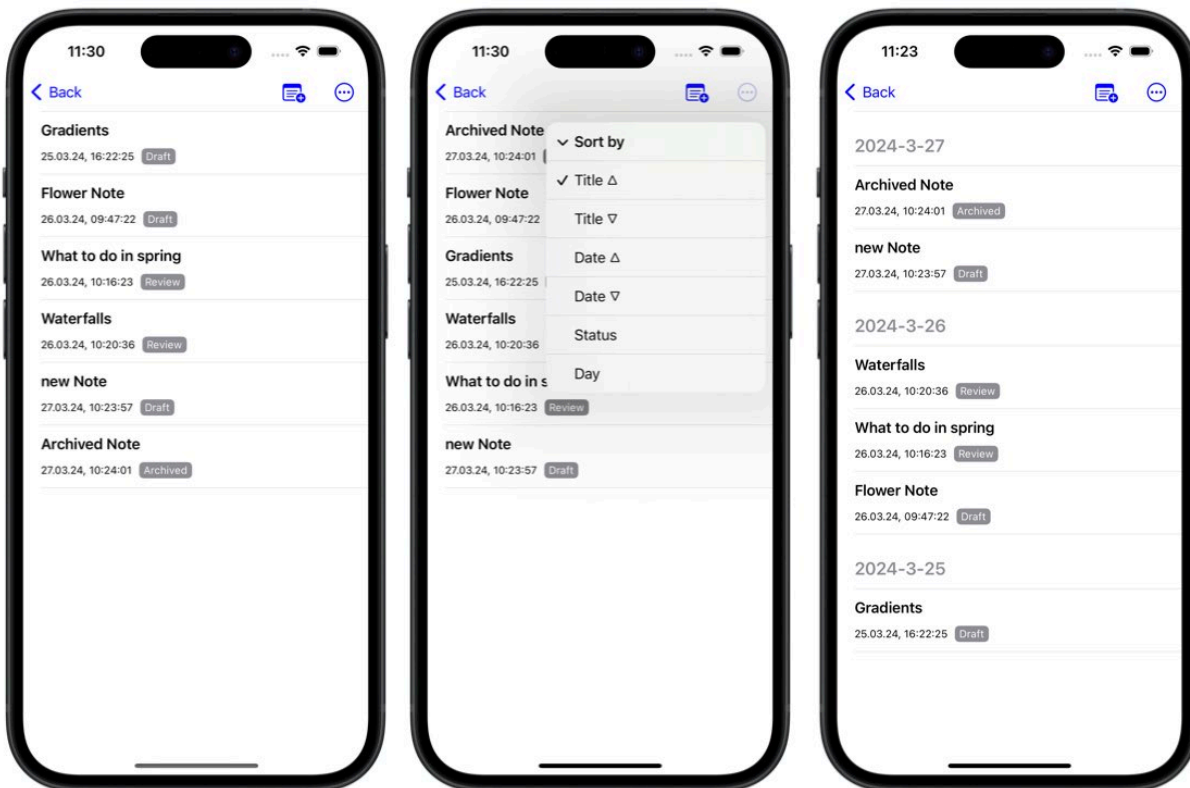 11:30
Back
Gradients
25.03.24, 16:22:25 Draft
Flower Note
26.03.24, 09:47:22 Draft
What to do in spring
26.03.24, 10:16:23 Review
Waterfalls
26.03.24, 10:20:36 Review
new Note
27.03.24, 10:23:57 Draft
Archived Note
27.03.24, 10:24:01 Archived
11:30
Back
Archived Note
27.03.24, 10:24:01
Flower Note
26.03.24, 09:47:22
Gradients
25.03.24, 16:22:25
Waterfalls
26.03.24, 10:20:36
What to do in s
26.03.24, 10:16:23 Review
new Note
27.03.24, 10:23:57 Draft
Sort by
✓ Title △
Title ▽
Date △
Date ▽
Status
Day
11:23
Back
2024-3-27
Archived Note
27.03.24, 10:24:01 Archived
new Note
27.03.24, 10:23:57 Draft
2024-3-26
Waterfalls
26.03.24, 10:20:36 Review
What to do in spring
26.03.24, 10:16:23 Review
Flower Note
26.03.24, 09:47:22 Draft
2024-3-25
Gradients
25.03.24, 16:22:25 Draft